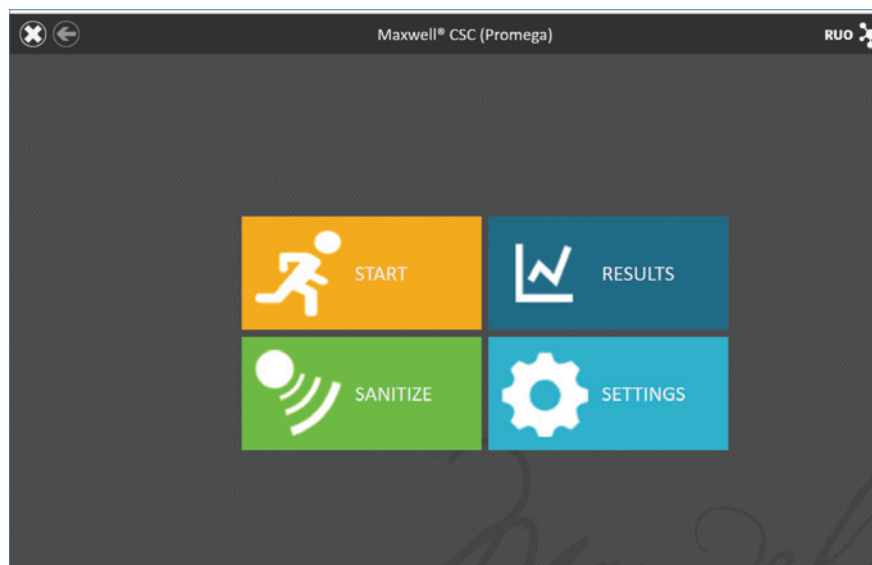 Maxwell® CSC (Promega)
RUO
START
RESULTS
SANITIZE
SETTINGS